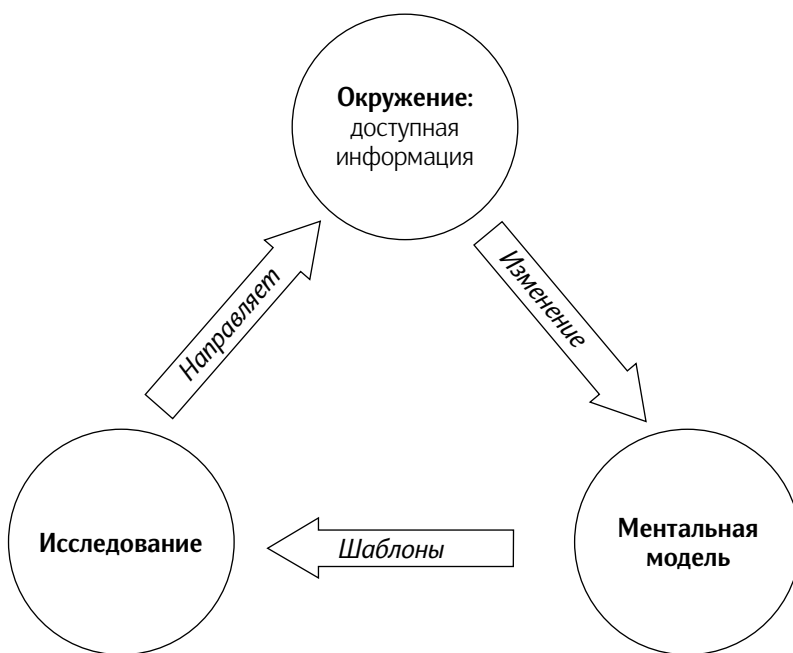 Окружение:
доступная
информация
Направляет
Изменение
Исследование
Шаблоны
Ментальная
модель